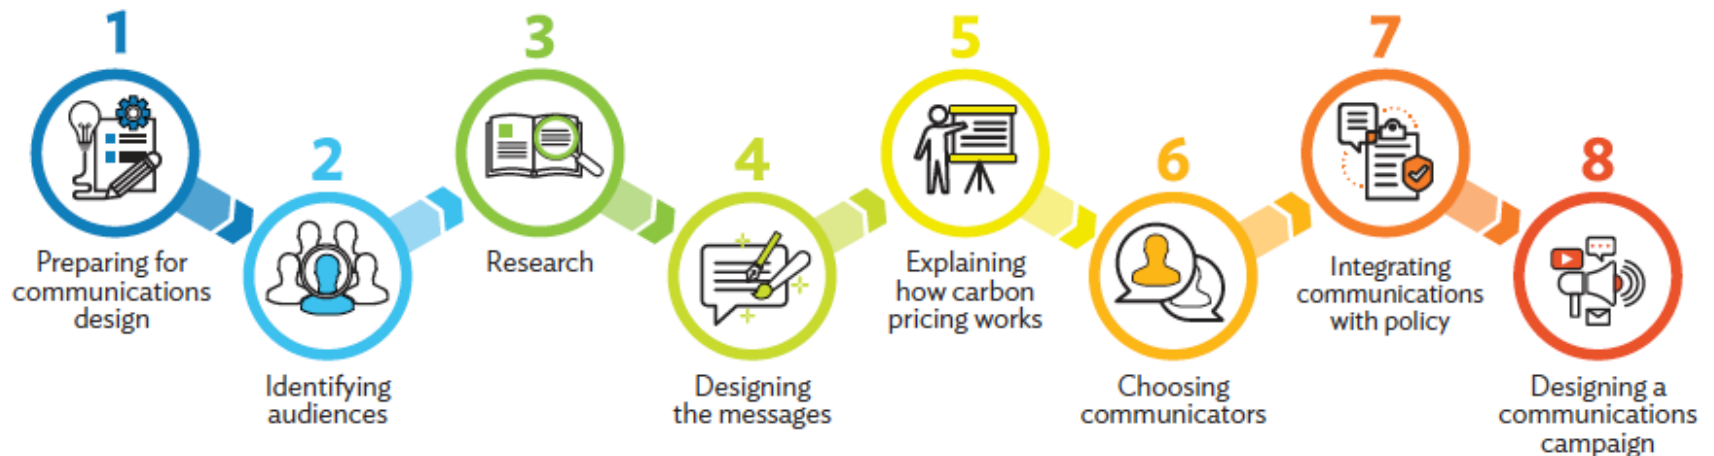 1
Preparing for
communications
design
2
Identifying
audiences
3
Research
4
Designing
the messages
5
Explaining
how carbon
pricing works
6
Choosing
communicators
7
Integrating
communications
with policy
8
Designing a
communications
campaign